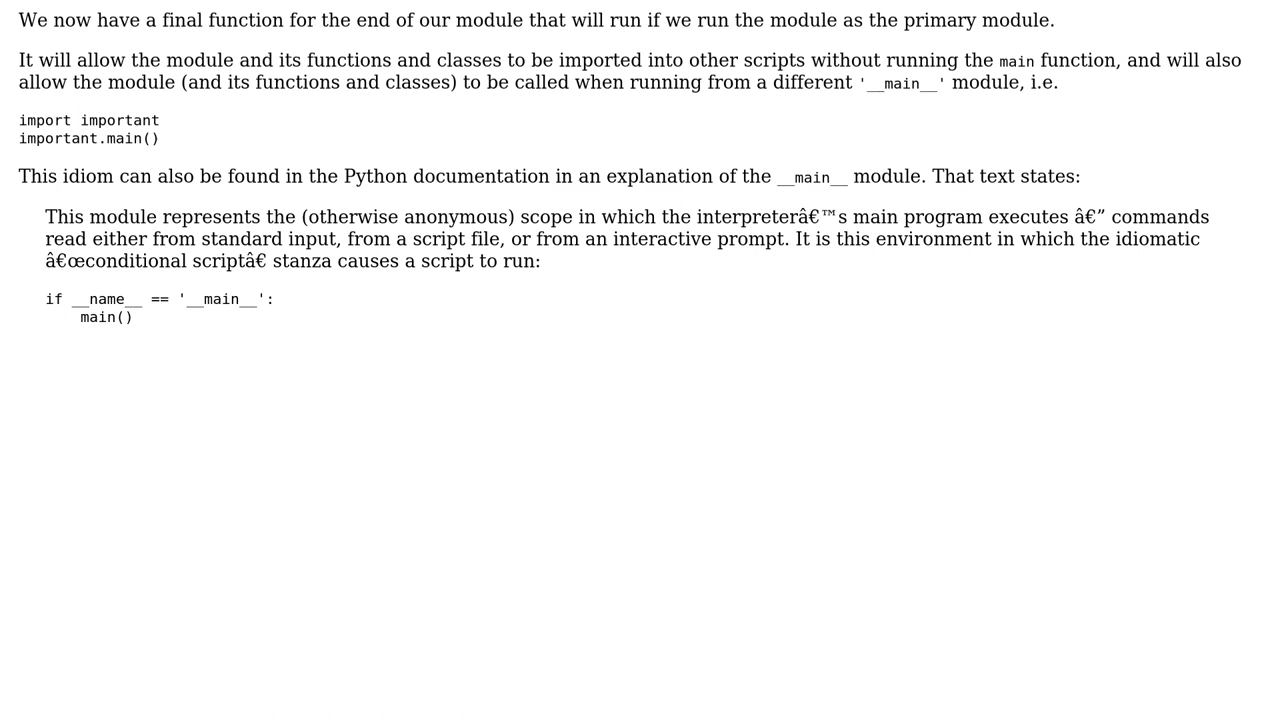 We now have a final function for the end of our module that will run if we run the module as the primary module.
It will allow the module and its functions and classes to be imported into other scripts without running the main function, and will also
allow the module (and its functions and classes) to be called when running from a different '__main__' module, i.e.
import important
important.main()
This idiom can also be found in the Python documentation in an explanation of the __main__ module. That text states:
This module represents the (otherwise anonymous) scope in which the interpreterâ€™s main program executes â€” commands
read either from standard input, from a script file, or from an interactive prompt. It is this environment in which the idiomatic
â€œconditional scriptâ€ stanza causes a script to run:
if __name__ == '__main__':
    main()